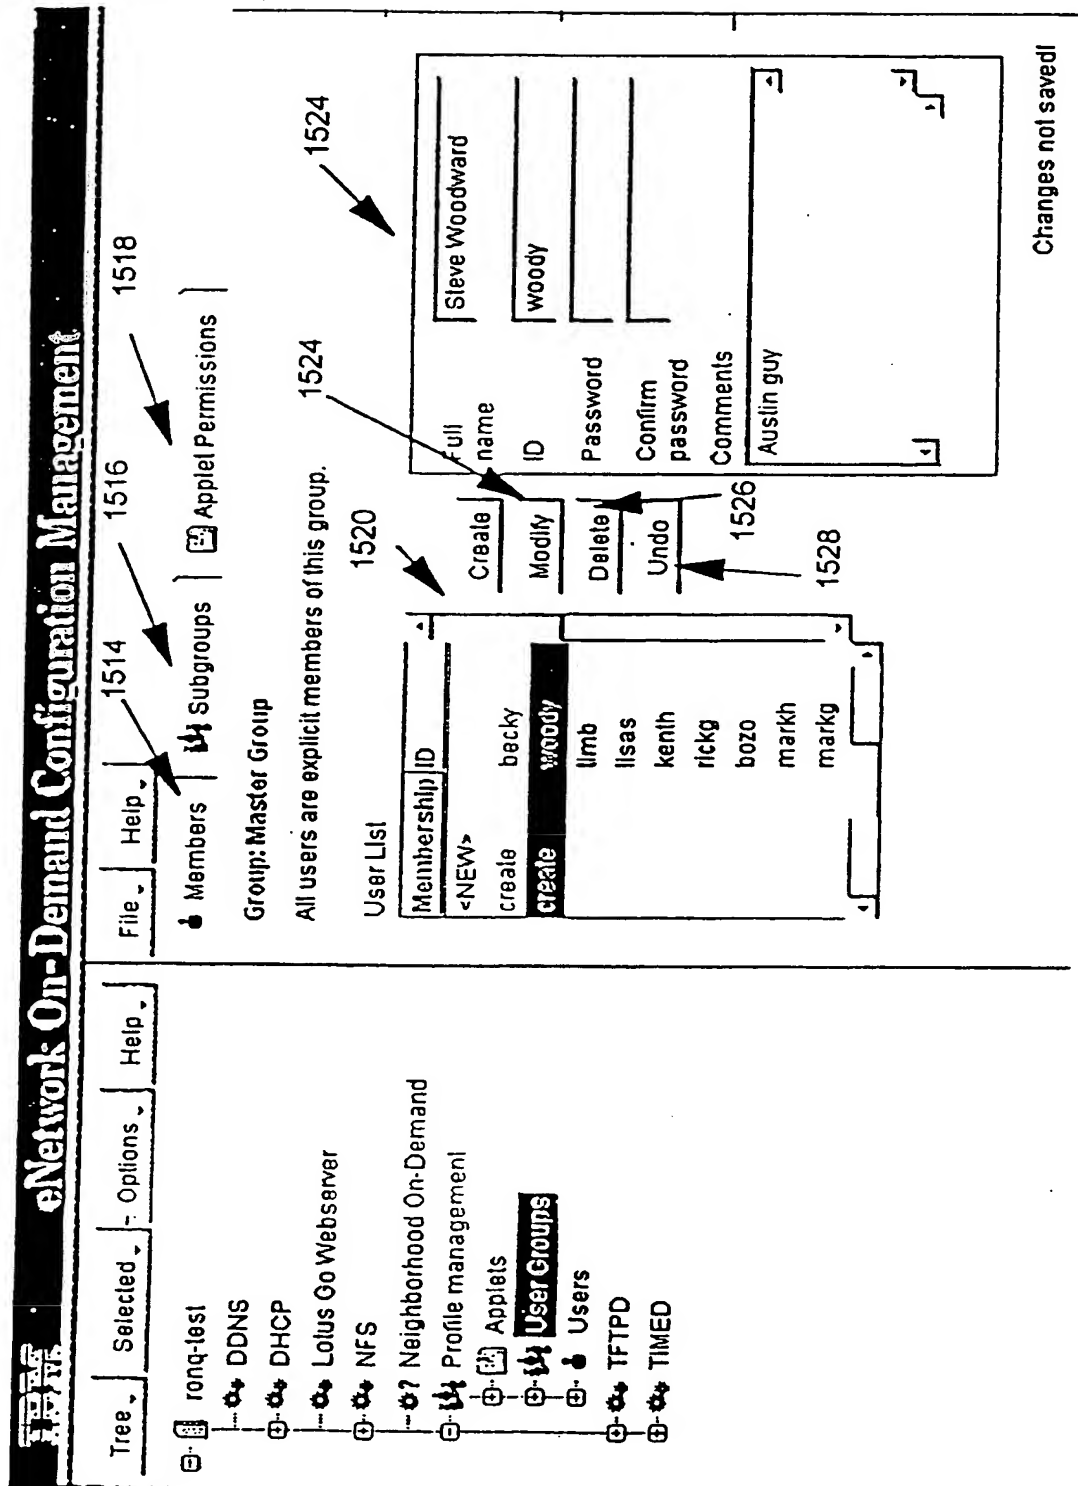 IBM
eNetwork On-Demand Configuration Management
Tree Selected Options Help
ronq-test
DDNS
DHCP
Lotus Go Webserver
NFS
? Neighborhood On-Demand
Profile management
Applets
User Groups
Users
TFTPD
TIMED
File Help
1514
1516
1518
Members Subgroups Applet Permissions
Group: Master Group
All users are explicit members of this group.
1520
1524
1524
User List
Membership ID
<NEW>
create becky
create woody
timb
lisas
kenth
rickg
bozo
markh
markg
Create
Modify
Delete
Undo
1526
1528
Full name Steve Woodward
ID woody
Password
Confirm password
Comments
Austin guy
Changes not saved!